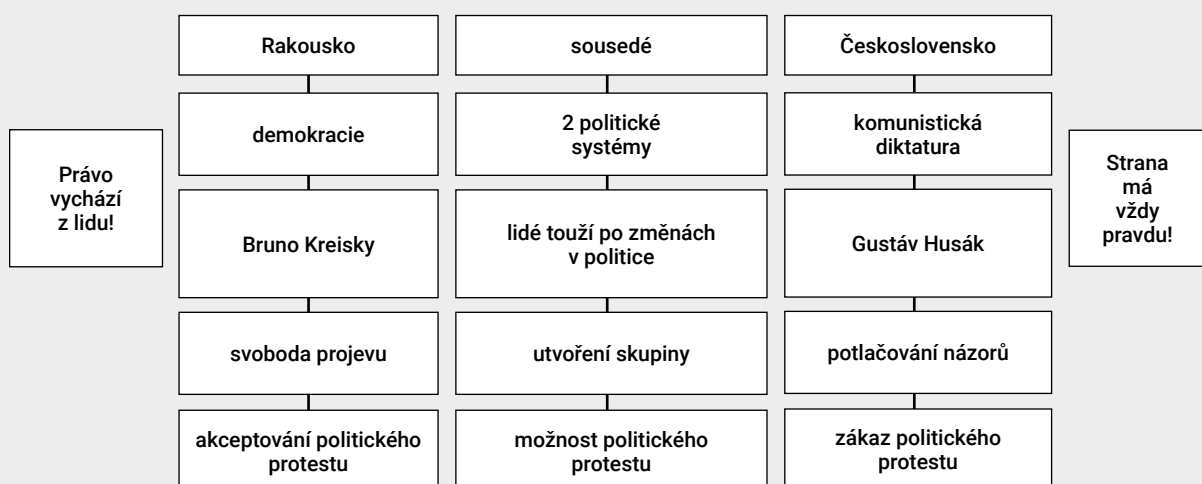 Rakousko
sousedé
Československo
demokracie
2 politické
systémy
komunistická
diktatura
Právo
vychází
z lidu!
Strana
má
vždy
pravdu!
Bruno Kreisky
lidé touží po změnách
v politice
Gustáv Husák
svoboda projevu
utvoření skupiny
potlačování názorů
akceptování politického
protestu
možnost politického
protestu
zákaz politického
protestu